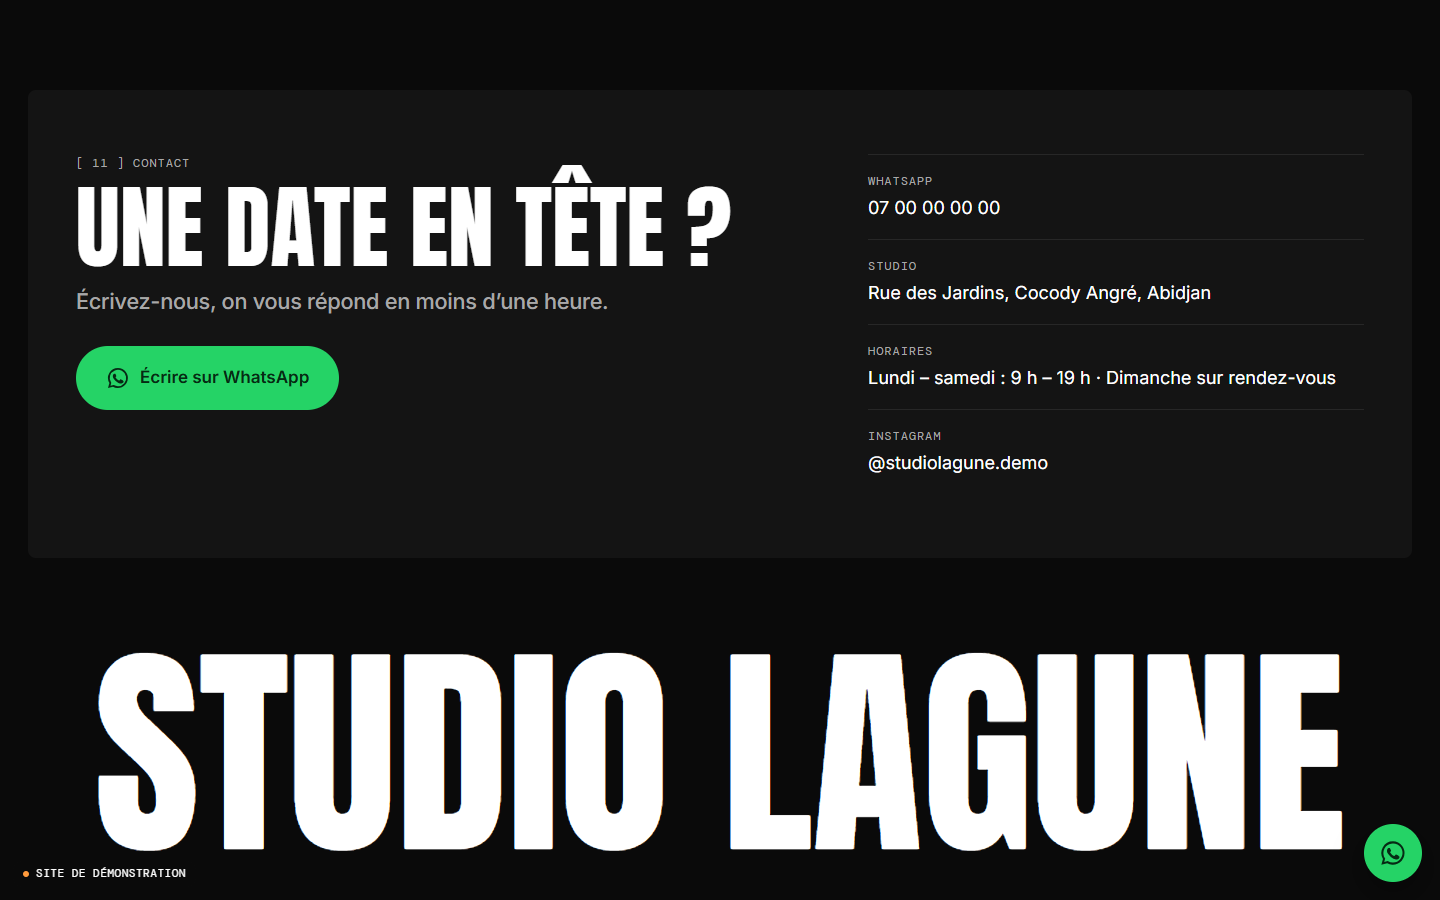 [ 11 ] CONTACT
UNE DATE EN TÊTE ?
Écrivez-nous, on vous répond en moins d’une heure.
Écrire sur WhatsApp
WHATSAPP
07 00 00 00 00
STUDIO
Rue des Jardins, Cocody Angré, Abidjan
HORAIRES
Lundi – samedi : 9 h – 19 h · Dimanche sur rendez-vous
INSTAGRAM
@studiolagune.demo
STUDIO LAGUNE
SITE DE DÉMONSTRATION